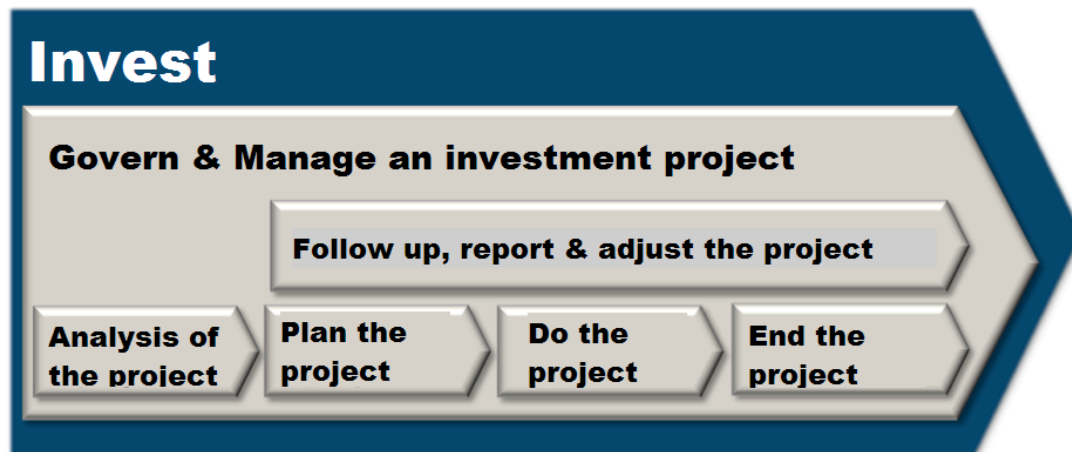 Invest
Govern & Manage an investment project
Follow up, report & adjust the project
Analysis of
the project
Plan the
project
Do the
project
End the
project